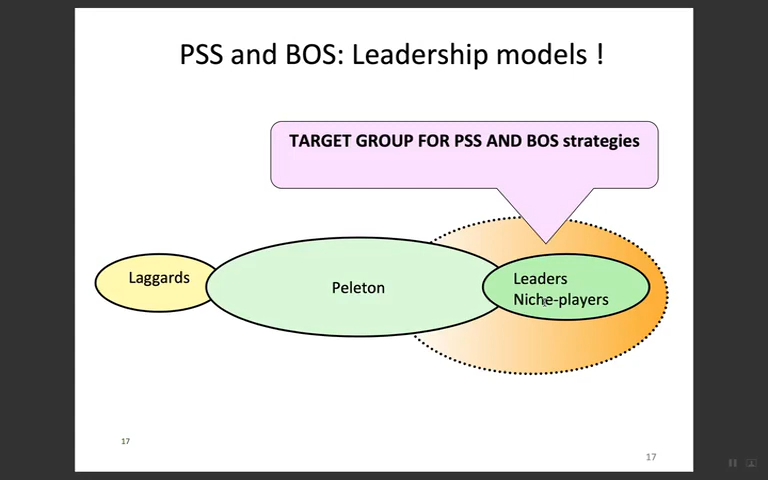 PSS and BOS: Leadership models !
TARGET GROUP FOR PSS AND BOS strategies
Laggards
Peleton
Leaders
Niche-players
17
17